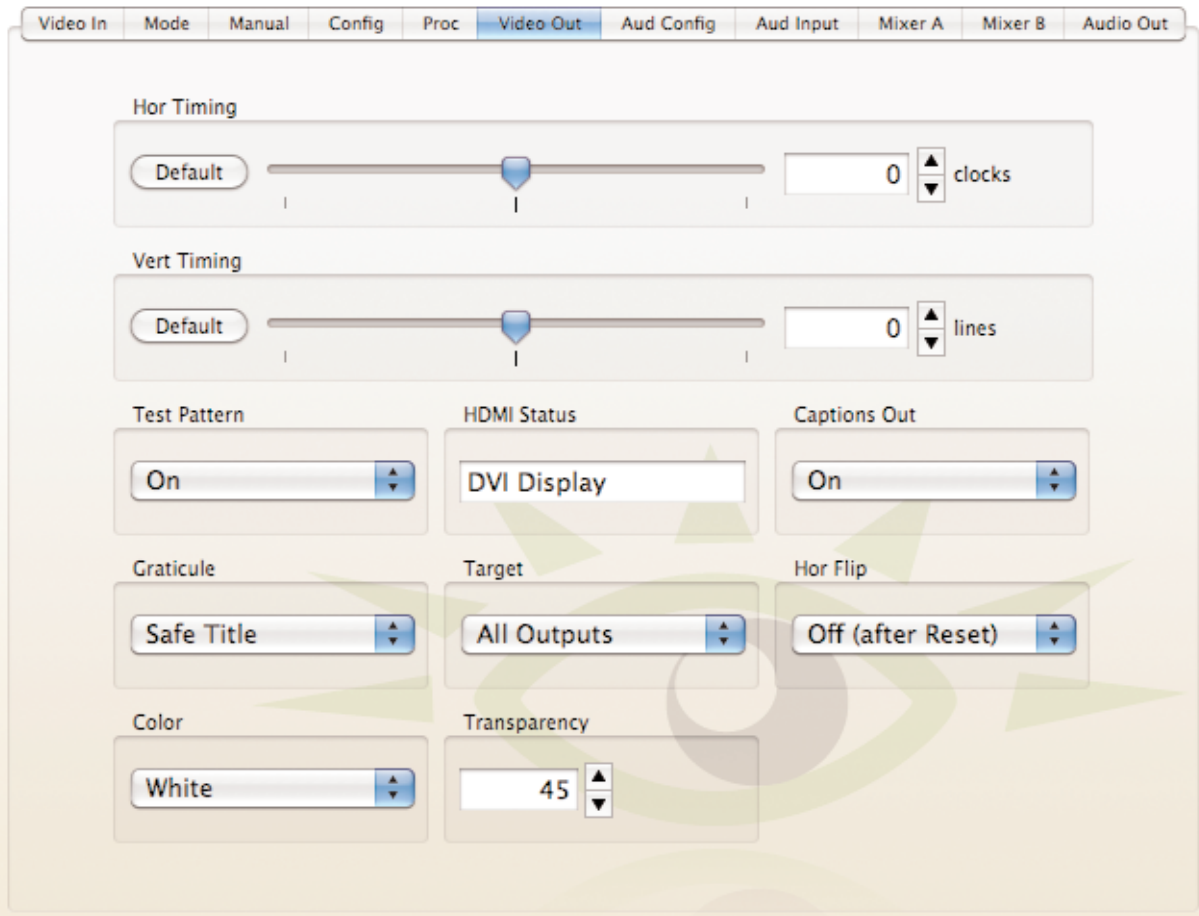 Video In Mode Manual Config Proc Video Out Aud Config Aud Input Mixer A Mixer B Audio Out
Hor Timing
Default 0 clocks
Vert Timing
Default 0 lines
Test Pattern HDMI Status Captions Out
On DVI Display On
Graticule Target Hor Flip
Safe Title All Outputs Off (after Reset)
Color Transparency
White 45